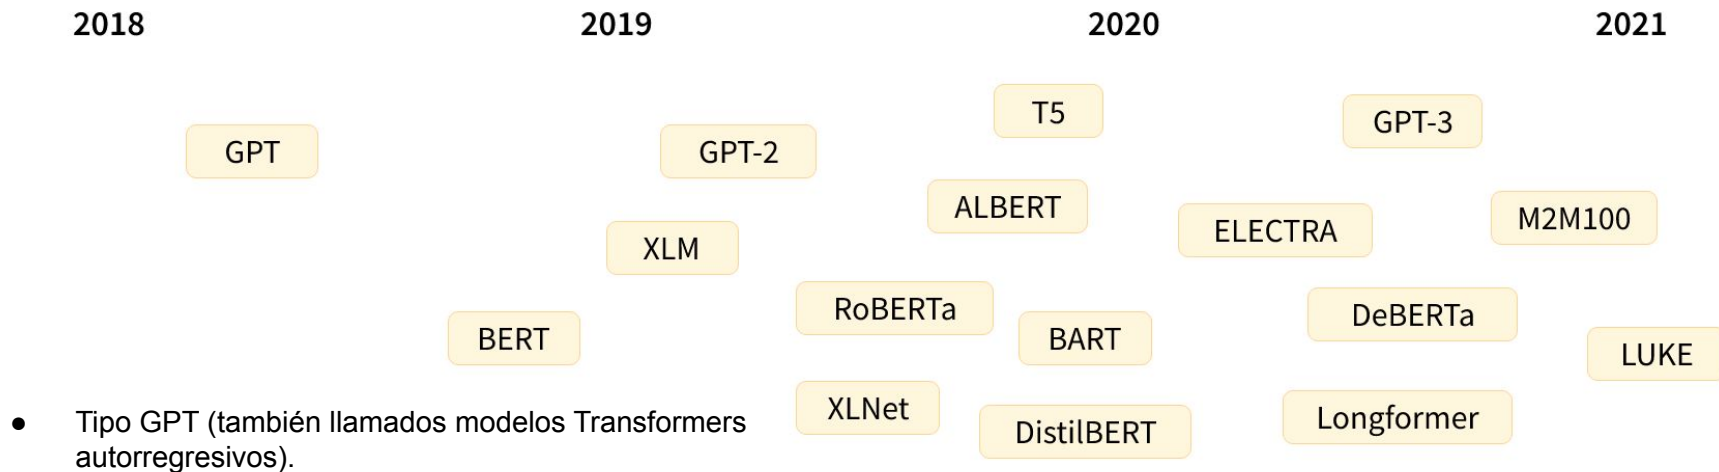 2018 2019 2020 2021
T5
GPT-3
GPT
GPT-2
ALBERT
M2M100
ELECTRA
XLM
RoBERTa
DeBERTa
BERT
BART
LUKE
XLNet
Longformer
DistilBERT
● Tipo GPT (también llamados modelos Transformers
autorregresivos).